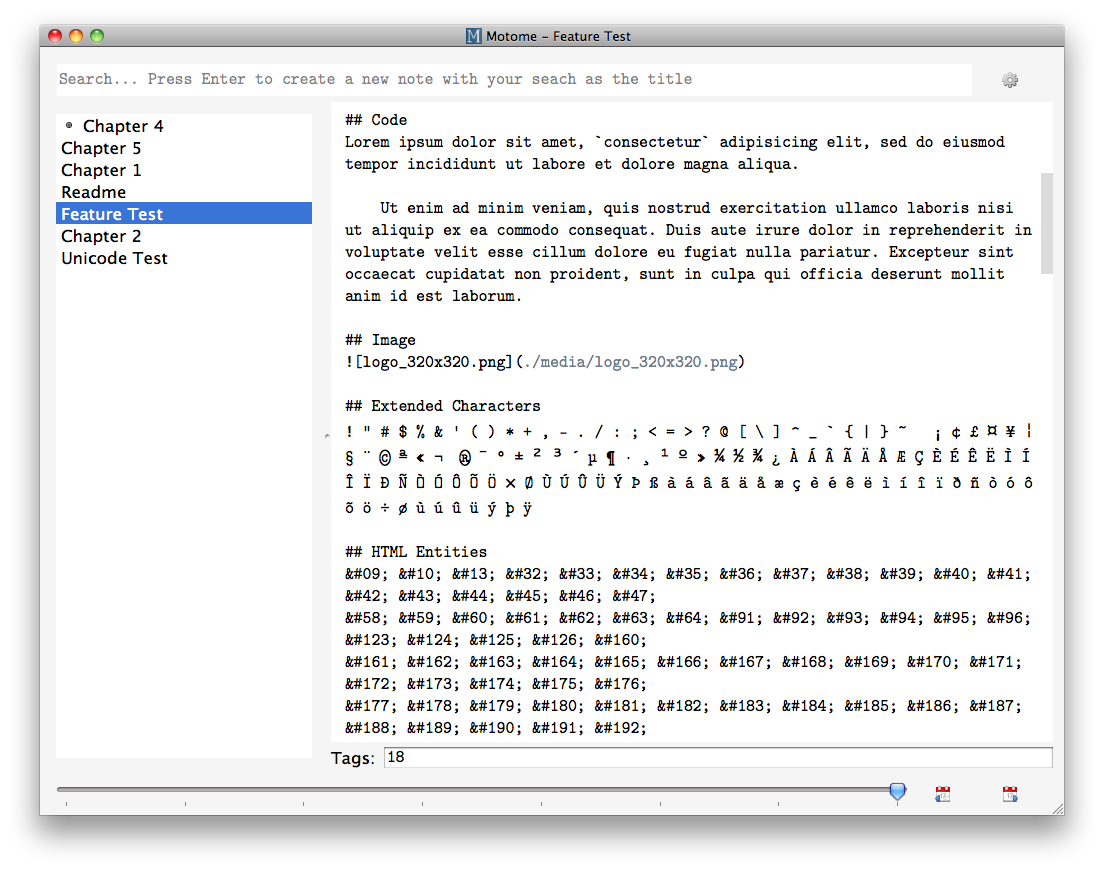 Motome – Feature Test
Search... Press Enter to create a new note with your seach as the title
Chapter 4
Chapter 5
Chapter 1
Readme
Feature Test
Chapter 2
Unicode Test
## Code
Lorem ipsum dolor sit amet, `consectetur` adipisicing elit, sed do eiusmod
tempor incididunt ut labore et dolore magna aliqua.
Ut enim ad minim veniam, quis nostrud exercitation ullamco laboris nisi
ut aliquip ex ea commodo consequat. Duis aute irure dolor in reprehenderit in
voluptate velit esse cillum dolore eu fugiat nulla pariatur. Excepteur sint
occaecat cupidatat non proident, sunt in culpa qui officia deserunt mollit
anim id est laborum.
## Image
![logo_320x320.png](./media/logo_320x320.png)
## Extended Characters
! " # $ % & ' ( ) * + , - . / : ; < = > ? @ [ \ ] ^ _ ` { | } ~   ¡ ¢ £ ¤ ¥ ¦
§ ¨ © ª « ¬ ­ ® ¯ ° ± ² ³ ´ µ ¶ · ¸ ¹ º » ¼ ½ ¾ ¿ À Á Â Ã Ä Å Æ Ç È É Ê Ë Ì Í
Î Ï Ð Ñ Ò Ó Ô Õ Ö × Ø Ù Ú Û Ü Ý Þ ß à á â ã ä å æ ç è é ê ë ì í î ï ð ñ ò ó ô
õ ö ÷ ø ù ú û ü ý þ ÿ
## HTML Entities
&#09; &#10; &#13; &#32; &#33; &#34; &#35; &#36; &#37; &#38; &#39; &#40; &#41;
&#42; &#43; &#44; &#45; &#46; &#47;
&#58; &#59; &#60; &#61; &#62; &#63; &#64; &#91; &#92; &#93; &#94; &#95; &#96;
&#123; &#124; &#125; &#126; &#160;
&#161; &#162; &#163; &#164; &#165; &#166; &#167; &#168; &#169; &#170; &#171;
&#172; &#173; &#174; &#175; &#176;
&#177; &#178; &#179; &#180; &#181; &#182; &#183; &#184; &#185; &#186; &#187;
&#188; &#189; &#190; &#191; &#192;
Tags: 18